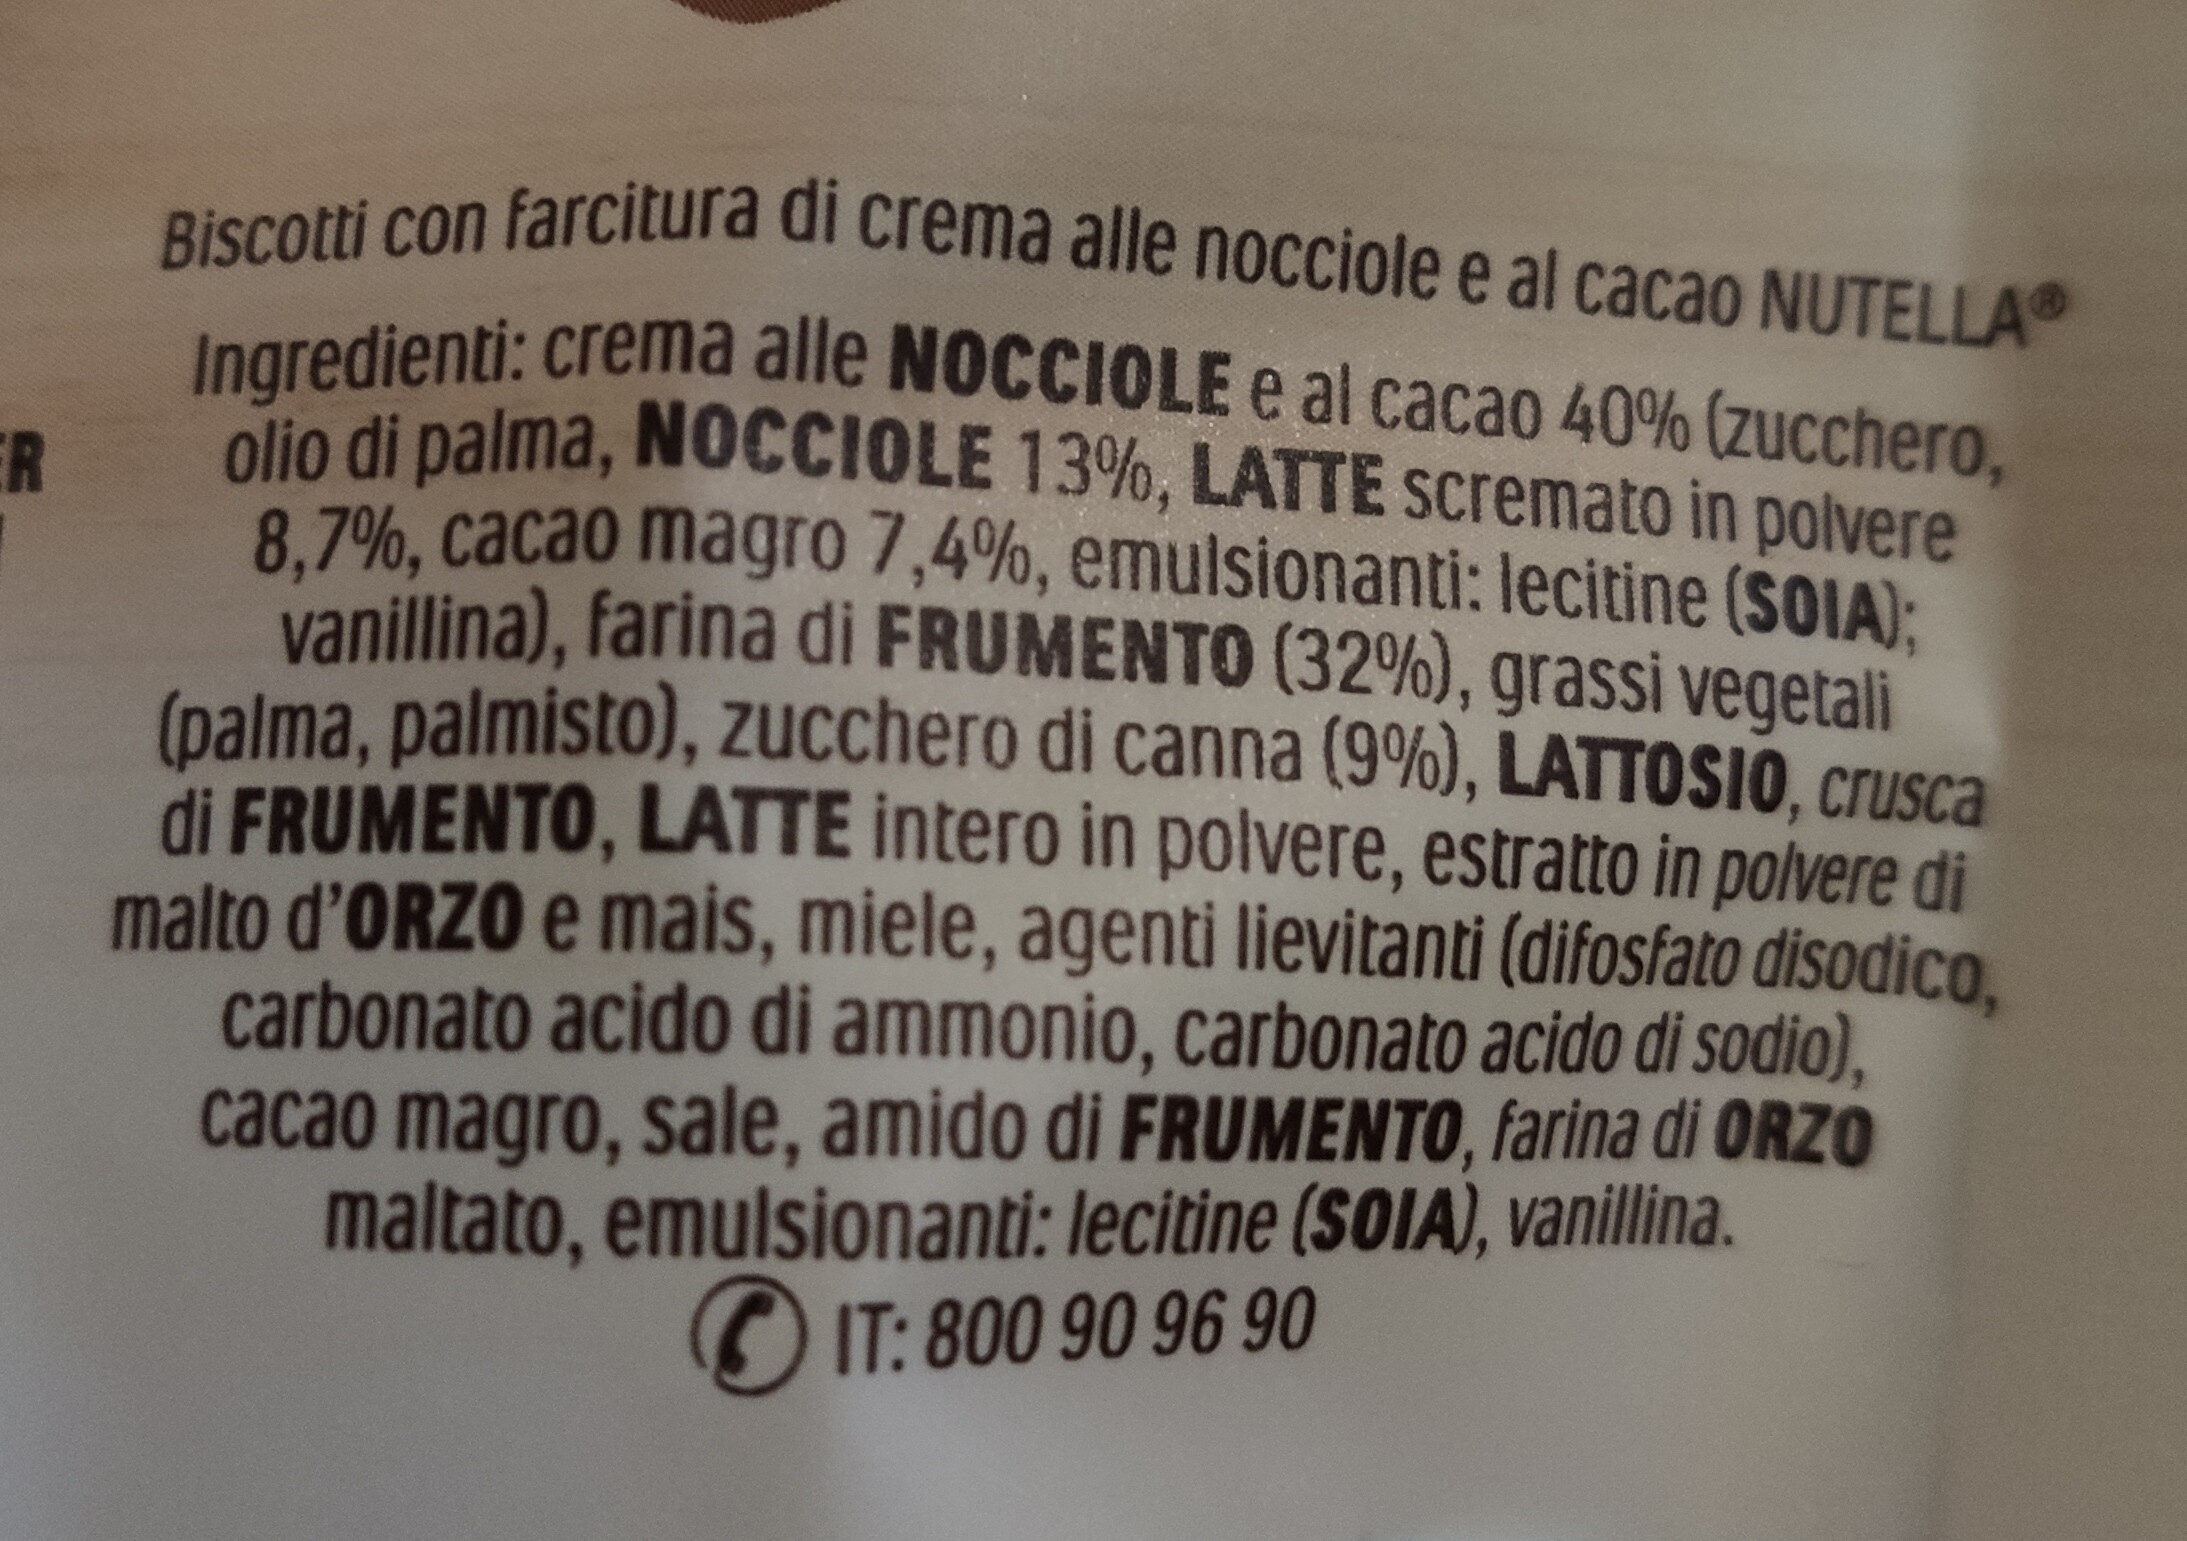 Biscotti con farcitura di crema alle nocciole e al cacao NUTELLA®
Ingredienti: crema alle NOCCIOLE e al cacao 40% (zucchero,
olio di palma, NOCCIOLE 13%, LATTE scremato in polvere
8,7%, cacao magro 7,4%, emulsionanti: lecitine (SOIA);
vanillina), farina di FRUMENTO (32%), grassi vegetali
(palma, palmisto), zucchero di canna (9%), LATTOSIO, crusca
di FRUMENTO, LATTE intero in polvere, estratto in polvere di
malto d'ORZO e mais, miele, agenti lievitanti (difosfato disodico,
carbonato acido di ammonio, carbonato acido di sodio),
cacao magro, sale, amido di FRUMENTO, farina di ORZO
maltato, emulsionanti: lecitine (SOIA), vanillina.
IT: 800 90 96 90